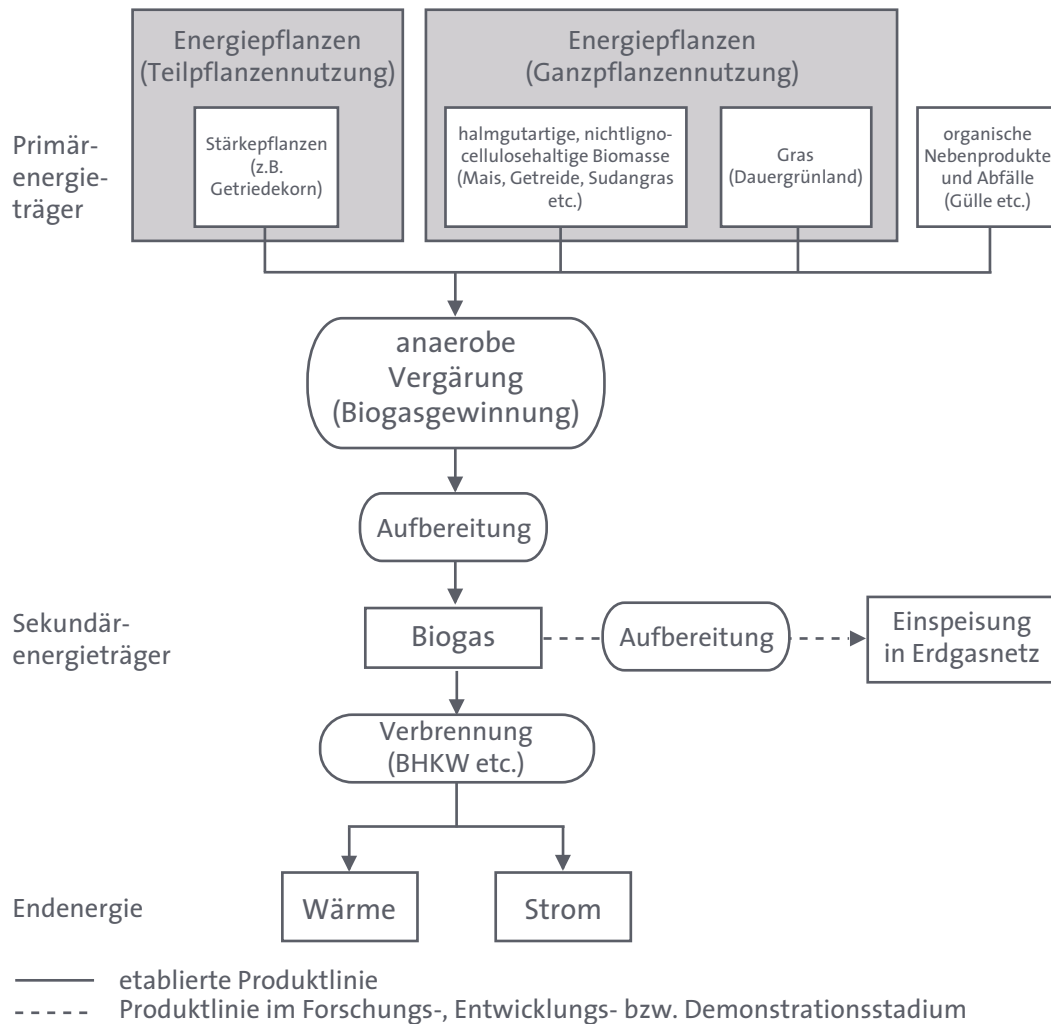 Energiepflanzen
(Teilpflanzennutzung)
Energiepflanzen
(Ganzpflanzennutzung)
Primär-
energie-
träger
Stärkepflanzen
(z.B.
Getriedekorn)
halmgutartige, nichtligno-
cellulosehaltige Biomasse
(Mais, Getreide, Sudangras
etc.)
Gras
(Dauergrünland)
organische
Nebenprodukte
und Abfälle
(Gülle etc.)
anaerobe
Vergärung
(Biogasgewinnung)
Aufbereitung
Sekundär-
energieträger
Biogas
Aufbereitung
Einspeisung
in Erdgasnetz
Verbrennung
(BHKW etc.)
Endenergie
Wärme
Strom
etablierte Produktlinie
Produktlinie im Forschungs-, Entwicklungs- bzw. Demonstrationsstadium